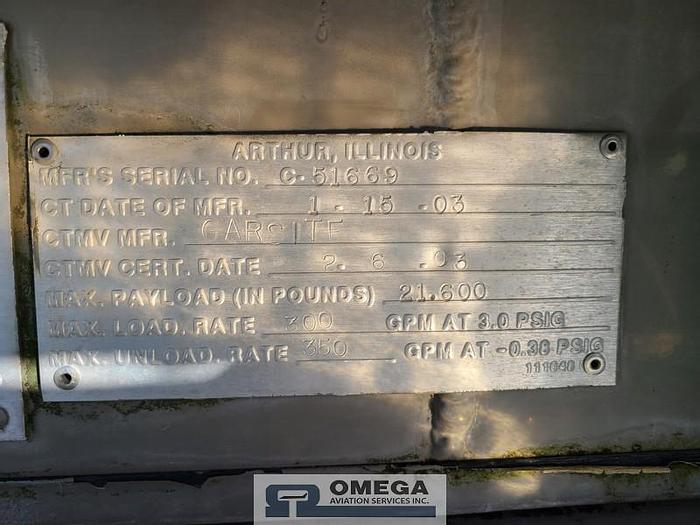 ARTHUR, ILLINOIS
MFR'S SERIAL NO. C-51669
CT DATE OF MFR. 1 - 15 -03
CTMV MFR. GARSITE
CTMV CERT. DATE 2- 6 -03
MAX. PAYLOAD (IN POUNDS) 21.600
MAX. LOAD. RATE 300 GPM AT 3.0 PSIG
MAX. UNLOAD. RATE 350 GPM AT -0.38 PSIG
111040
OMEGA
AVIATION SERVICES INC.